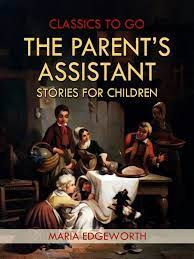 CLASSICS TO GO
THE PARENT'S
ASSISTANT
STORIES FOR CHILDREN
MARIA EDGEWORTH